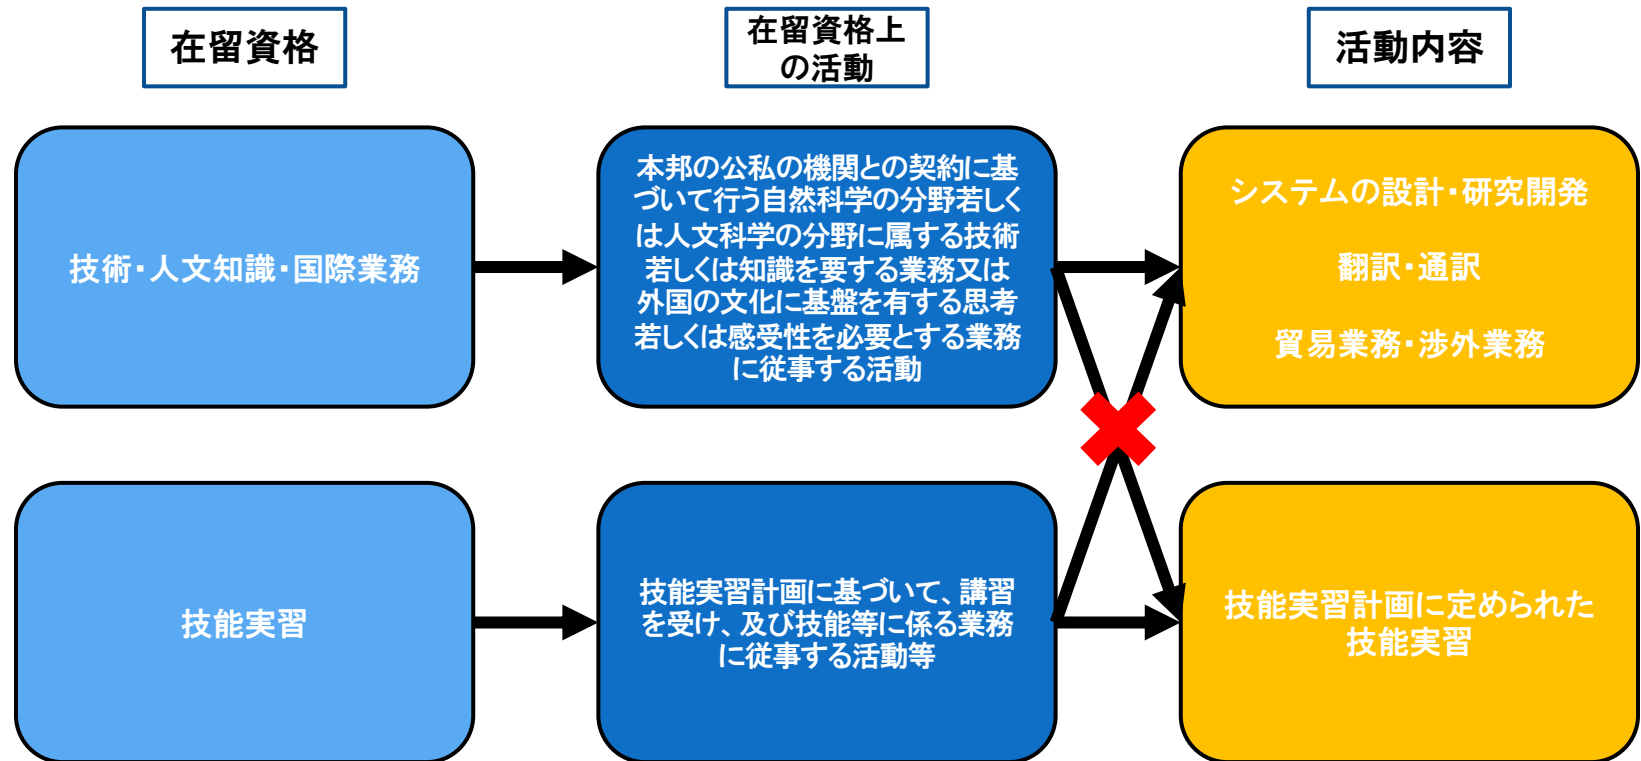 在留資格
在留資格上
の活動
活動内容
技術・人文知識・国際業務
本邦の公私の機関との契約に基
づいて行う自然科学の分野若しく
は人文科学の分野に属する技術
若しくは知識を要する業務又は
外国の文化に基盤を有する思考
若しくは感受性を必要とする業務
に従事する活動
システムの設計・研究開発
翻訳・通訳
貿易業務・渉外業務
技能実習
技能実習計画に基づいて、講習
を受け、及び技能等に係る業務
に従事する活動等
技能実習計画に定められた
技能実習